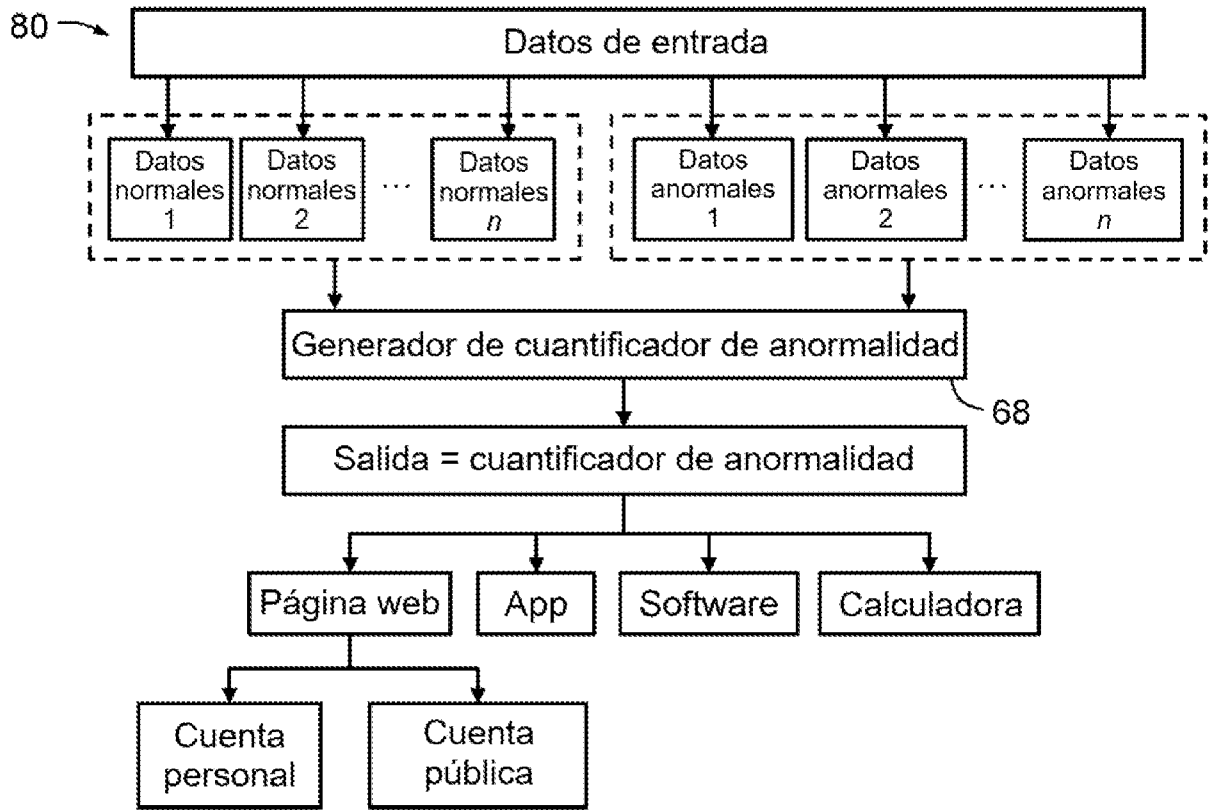 80
Datos de entrada
Datos
normales
1
Datos
normales
2
...
Datos
normales
n
Datos
anormales
1
Datos
anormales
2
...
Datos
anormales
n
Generador de cuantificador de anormalidad
68
Salida = cuantificador de anormalidad
Página web
App
Software
Calculadora
Cuenta
personal
Cuenta
pública